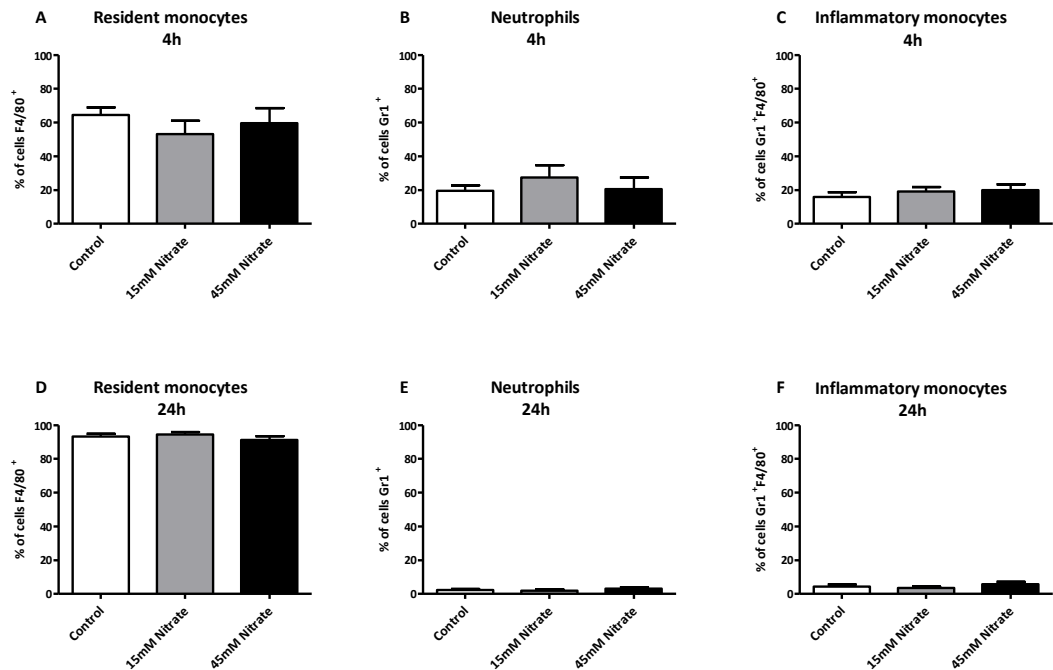 A
Resident monocytes
4h
% of cells F4/80 +
100
80
60
40
20
0
Control
15mM Nitrate
45mM Nitrate
B
Neutrophils
4h
% of cells Gr1 +
100
80
60
40
20
0
Control
15mM Nitrate
45mM Nitrate
C
Inflammatory monocytes
4h
% of cells Gr1 +F4/80+
100
80
60
40
20
0
Control
15mM Nitrate
45mM Nitrate
D
Resident monocytes
24h
% of cells F4/80 +
100
80
60
40
20
0
Control
15mM Nitrate
45mM Nitrate
E
Neutrophils
24h
% of cells Gr1 +
100
80
60
40
20
0
Control
15mM Nitrate
45mM Nitrate
F
Inflammatory monocytes
24h
% of cells Gr1 +F4/80+
100
80
60
40
20
0
Control
15mM Nitrate
45mM Nitrate